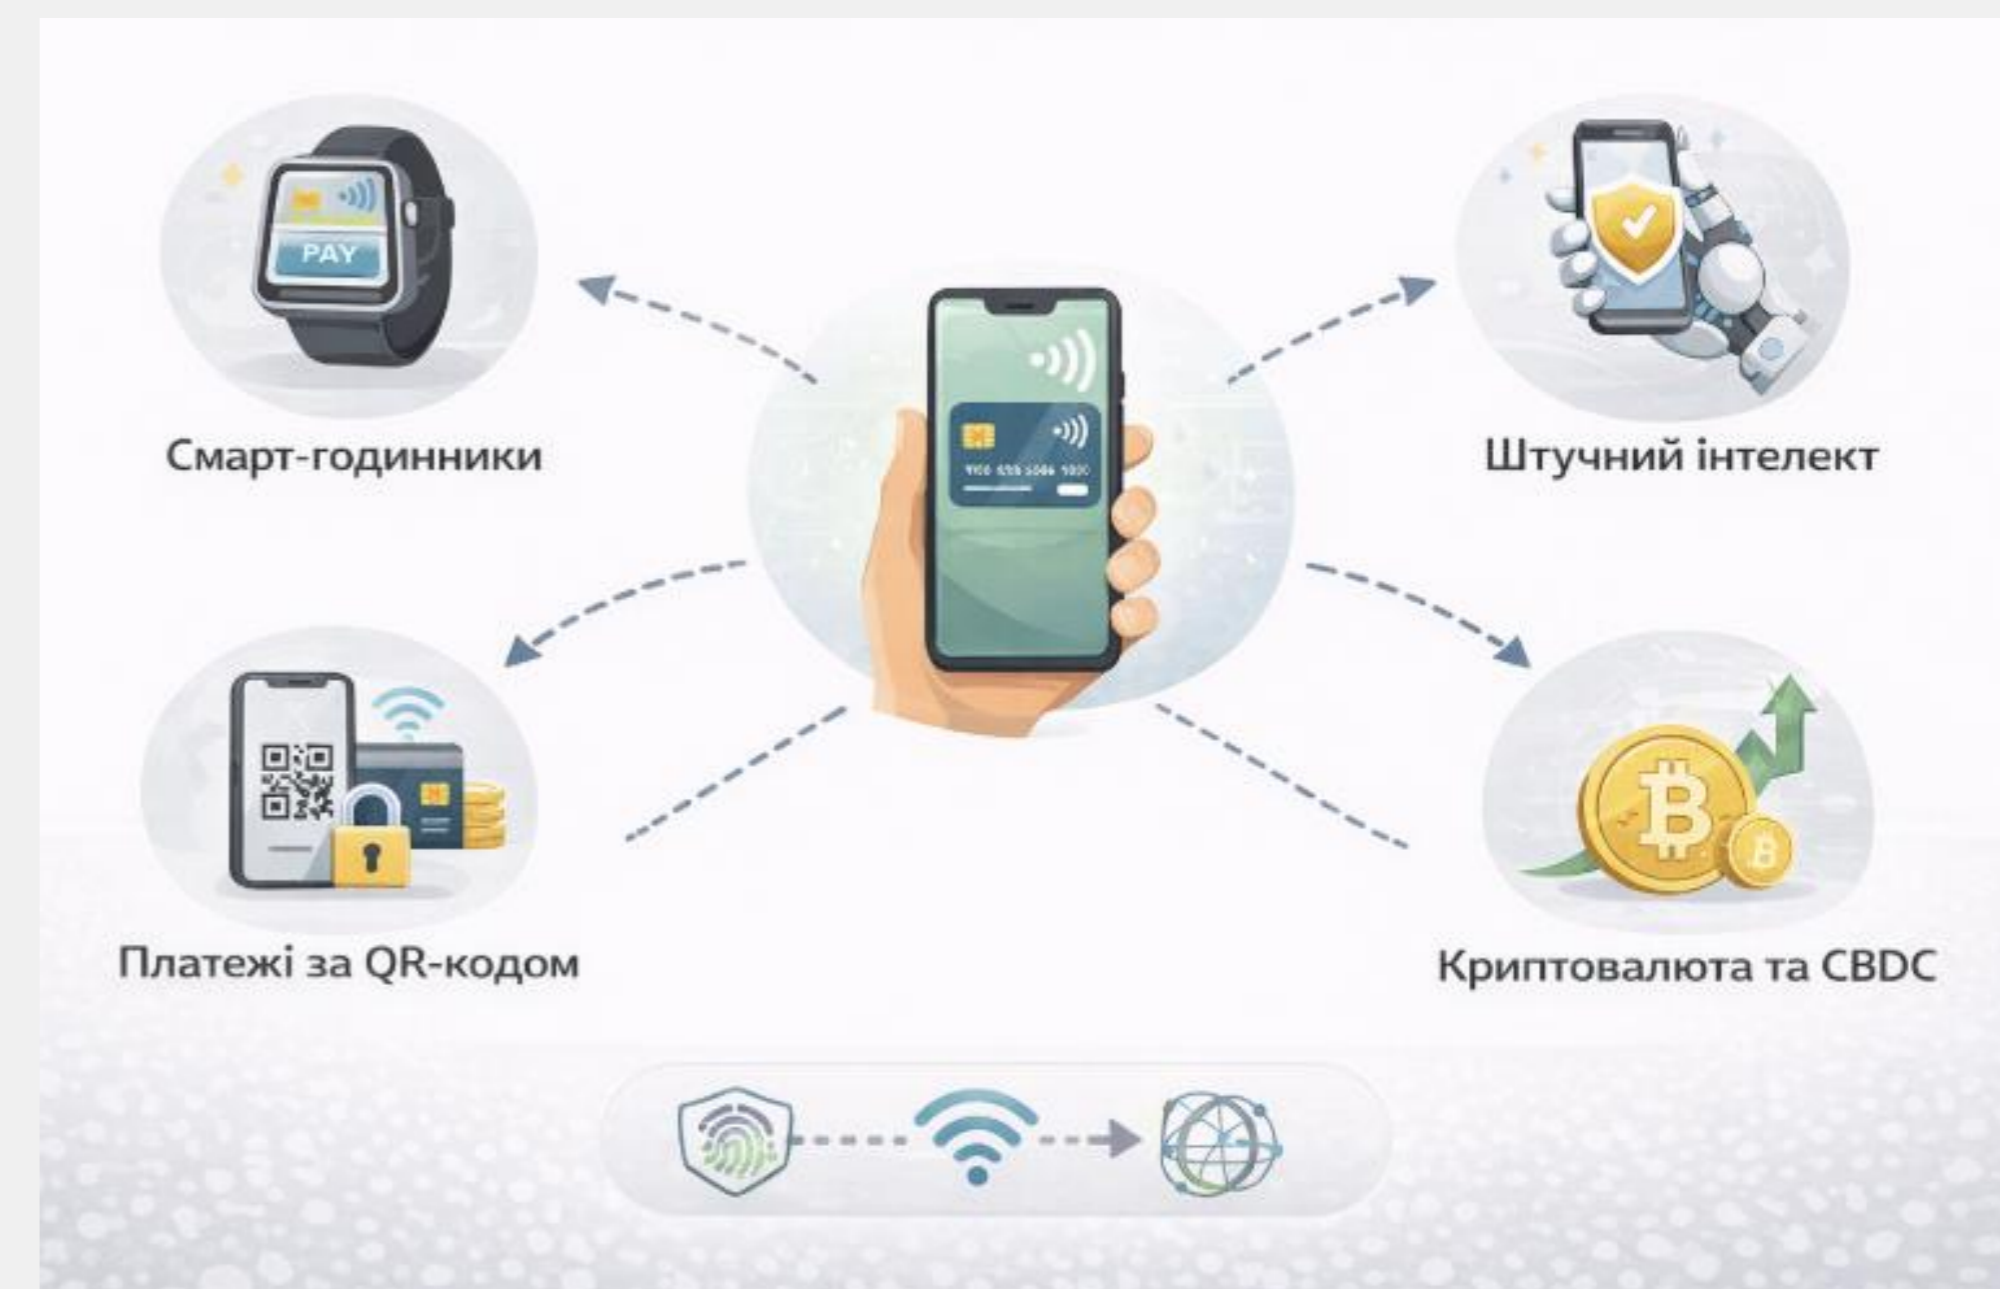 PAY
Смарт-годинники
Штучний інтелект
Платежі за QR-кодом
Криптовалюта та CBDC